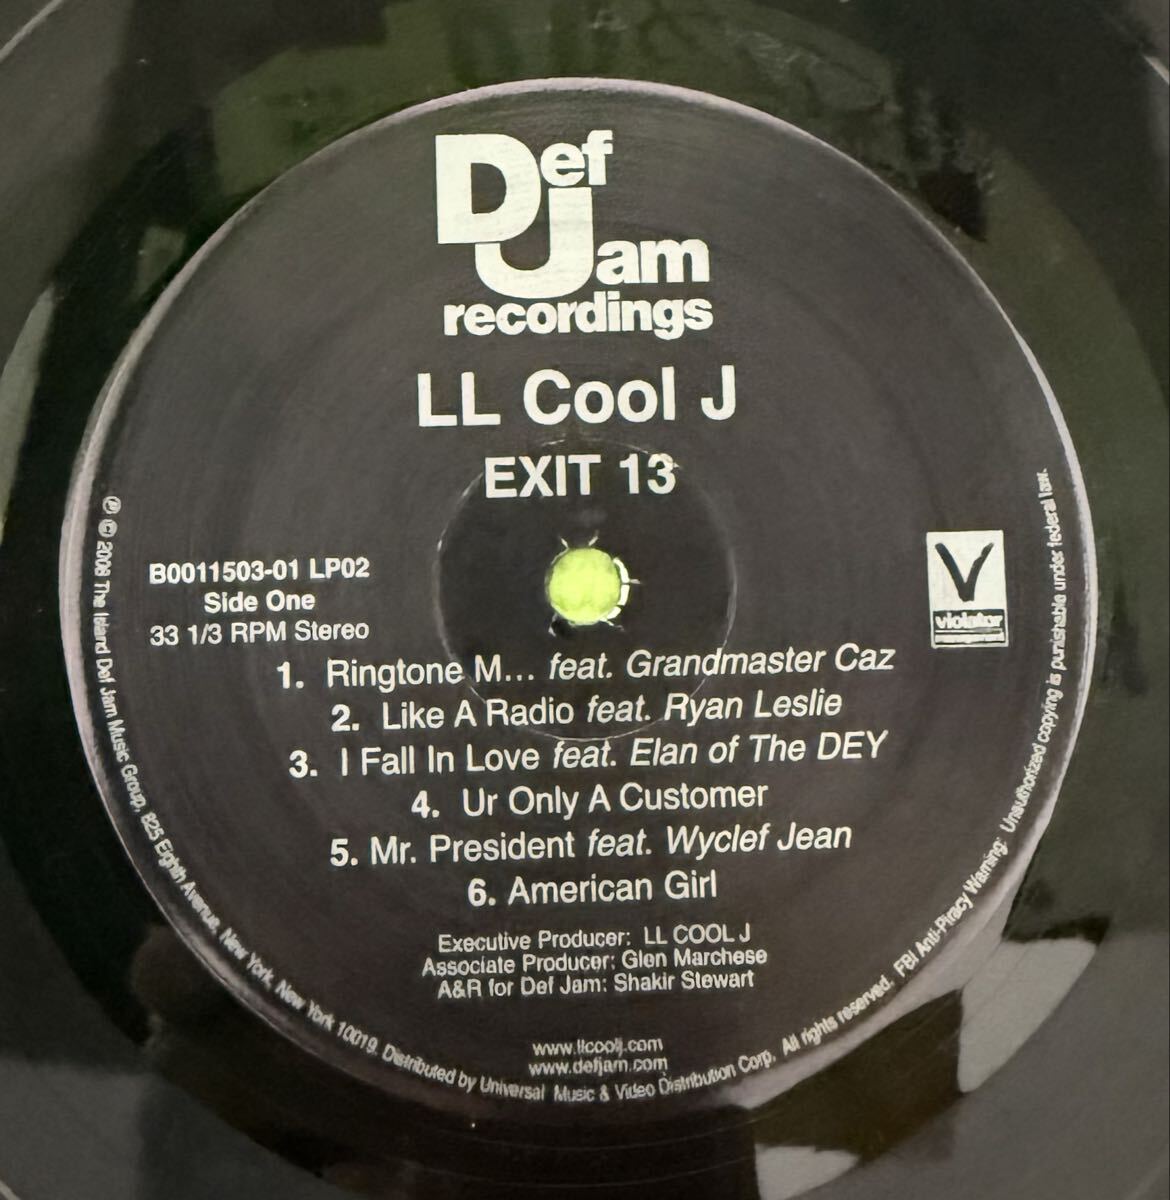 Def
Jam
recordings
LL Cool J
EXIT 13
B0011503-01 LP02
Side One
33 1/3 RPM Stereo
V
violator
management
1. Ringtone M... feat. Grandmaster Caz
2. Like A Radio feat. Ryan Leslie
3. I Fall In Love feat. Elan of The DEY
4. Ur Only A Customer
5. Mr. President feat. Wyclef Jean
6. American Girl
Executive Producer: LL COOL J
Associate Producer: Glen Marchese
A&R for Def Jam: Shakir Stewart
www.llcoolj.com
www.defjam.com
℗ © 2008 The Island Def Jam Music Group, 825 Eighth Avenue, New York, New York 10019. Distributed by Universal Music & Video Distribution Corp. All rights reserved. FBI Anti-Piracy Warning: Unauthorized copying is punishable under federal law.